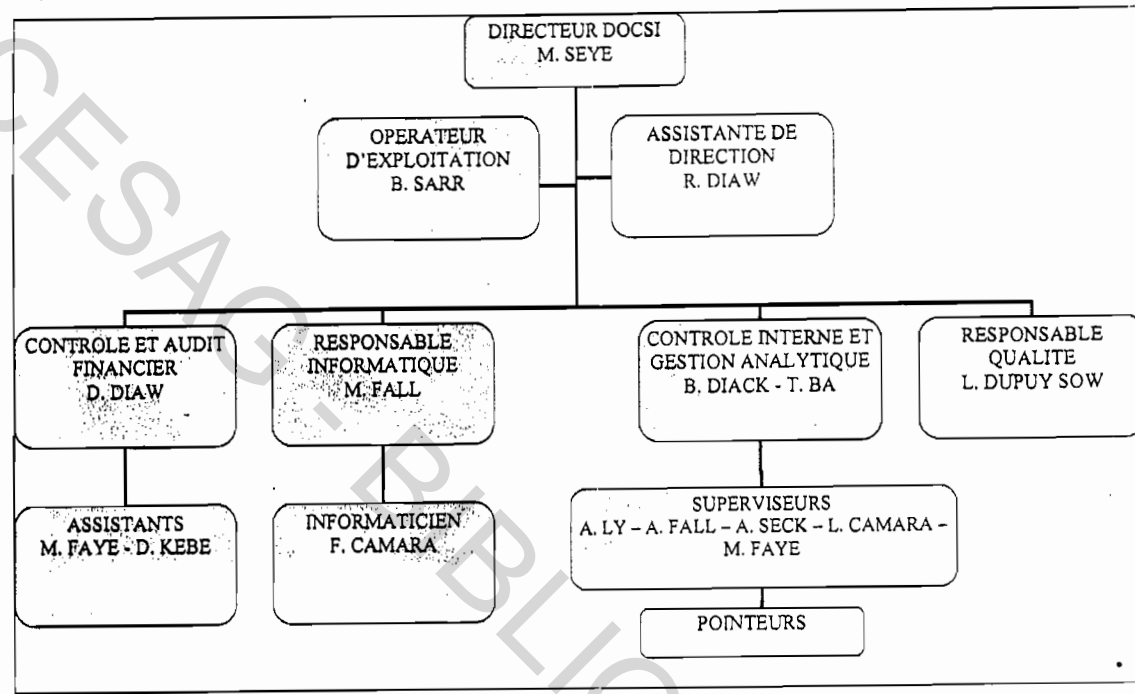 DIRECTEUR DOCSI
M. SEYE
OPERATEUR
D'EXPLOITATION
B. SARR
ASSISTANTE DE
DIRECTION
R. DIAW
CONTROLE ET AUDIT
FINANCIER
D. DIAW
RESPONSABLE
INFORMATIQUE
M. FALL
CONTROLE INTERNE ET
GESTION ANALYTIQUE
B. DIACK - T. BA
RESPONSABLE
QUALITE
L. DUPUY SOW
ASSISTANTS
M. FAYE - D. KEBE
INFORMATICIEN
F. CAMARA
SUPERVISEURS
A. LY – A. FALL – A. SECK – L. CAMARA –
M. FAYE
POINTEURS
CESAG - BIBLIO